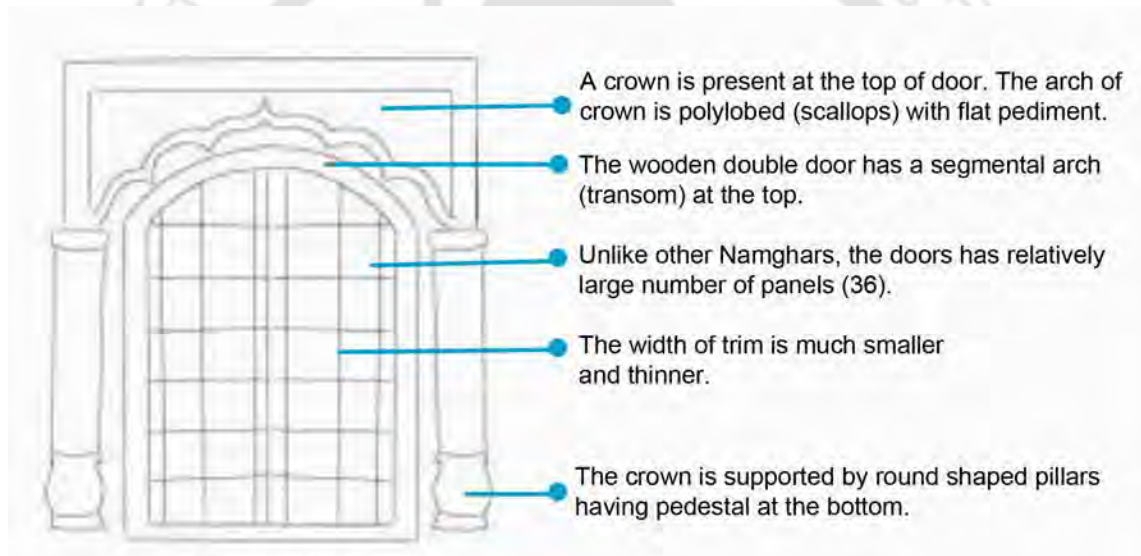 A crown is present at the top of door. The arch of
crown is polylobed (scallops) with flat pediment.
The wooden double door has a segmental arch
(transom) at the top.
Unlike other Namghars, the doors has relatively
large number of panels (36).
The width of trim is much smaller
and thinner.
The crown is supported by round shaped pillars
having pedestal at the bottom.